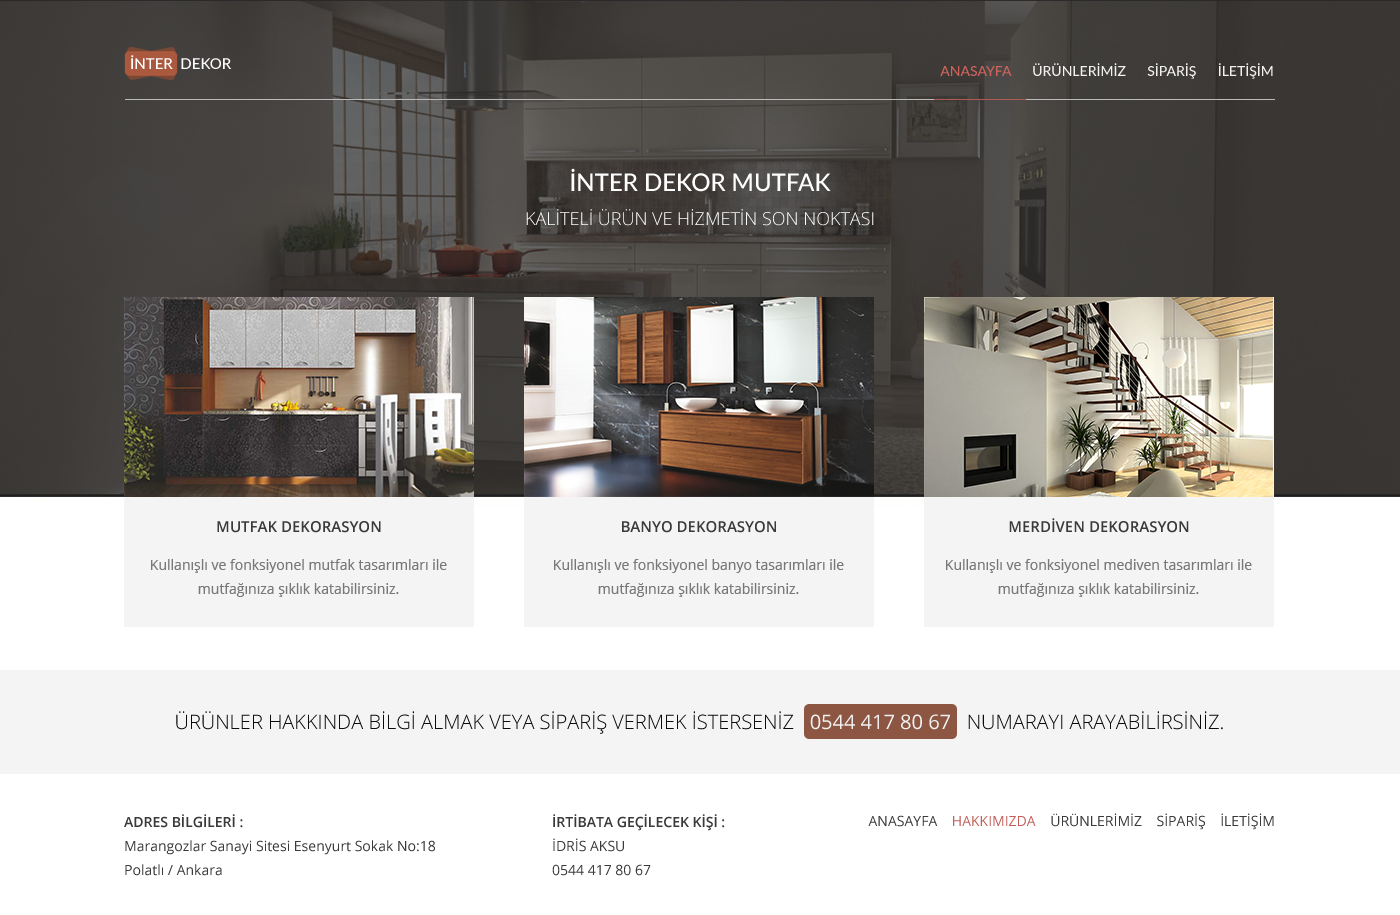 İNTER DEKOR
ANASAYFA ÜRÜNLERİMİZ SİPARİŞ İLETİŞİM
İNTER DEKOR MUTFAK
KALİTELİ ÜRÜN VE HİZMETİN SON NOKTASI
MUTFAK DEKORASYON
Kullanışlı ve fonksiyonel mutfak tasarımları ile
mutfağınıza şıklık katabilirsiniz.
BANYO DEKORASYON
Kullanışlı ve fonksiyonel banyo tasarımları ile
mutfağınıza şıklık katabilirsiniz.
MERDİVEN DEKORASYON
Kullanışlı ve fonksiyonel mediven tasarımları ile
mutfağınıza şıklık katabilirsiniz.
ÜRÜNLER HAKKINDA BİLGİ ALMAK VEYA SİPARİŞ VERMEK İSTERSENİZ 0544 417 80 67 NUMARAYI ARAYABİLİRSİNİZ.
ADRES BİLGİLERİ :
Marangozlar Sanayi Sitesi Esenyurt Sokak No:18
Polatlı / Ankara
İRTİBATA GEÇİLECEK KİŞİ :
İDRİS AKSU
0544 417 80 67
ANASAYFA HAKKIMIZDA ÜRÜNLERİMİZ SİPARİŞ İLETİŞİM